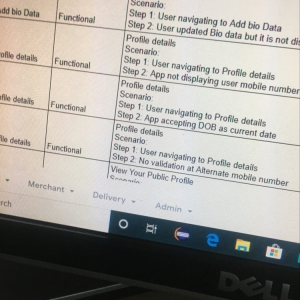 Scenario:
dd bio Data Functional Step 1: User navigating to Add bio Data
Step 2: User updated Bio data but it is not dis
Profile details
Scenario:
ofile details Functional Step 1: User navigating to Profile details
Step 2: App not displaying user mobile number
Profile details
Scenario:
file details Functional Step 1: User navigating to Profile details
Step 2: App accepting DOB as current date
Profile details
Scenario:
ile details Functional Step 1: User navigating to Profile details
Step 2: No validation at Alternate mobile number
View Your Public Profile
Scenario:
Merchant Delivery Admin
rch
DELL